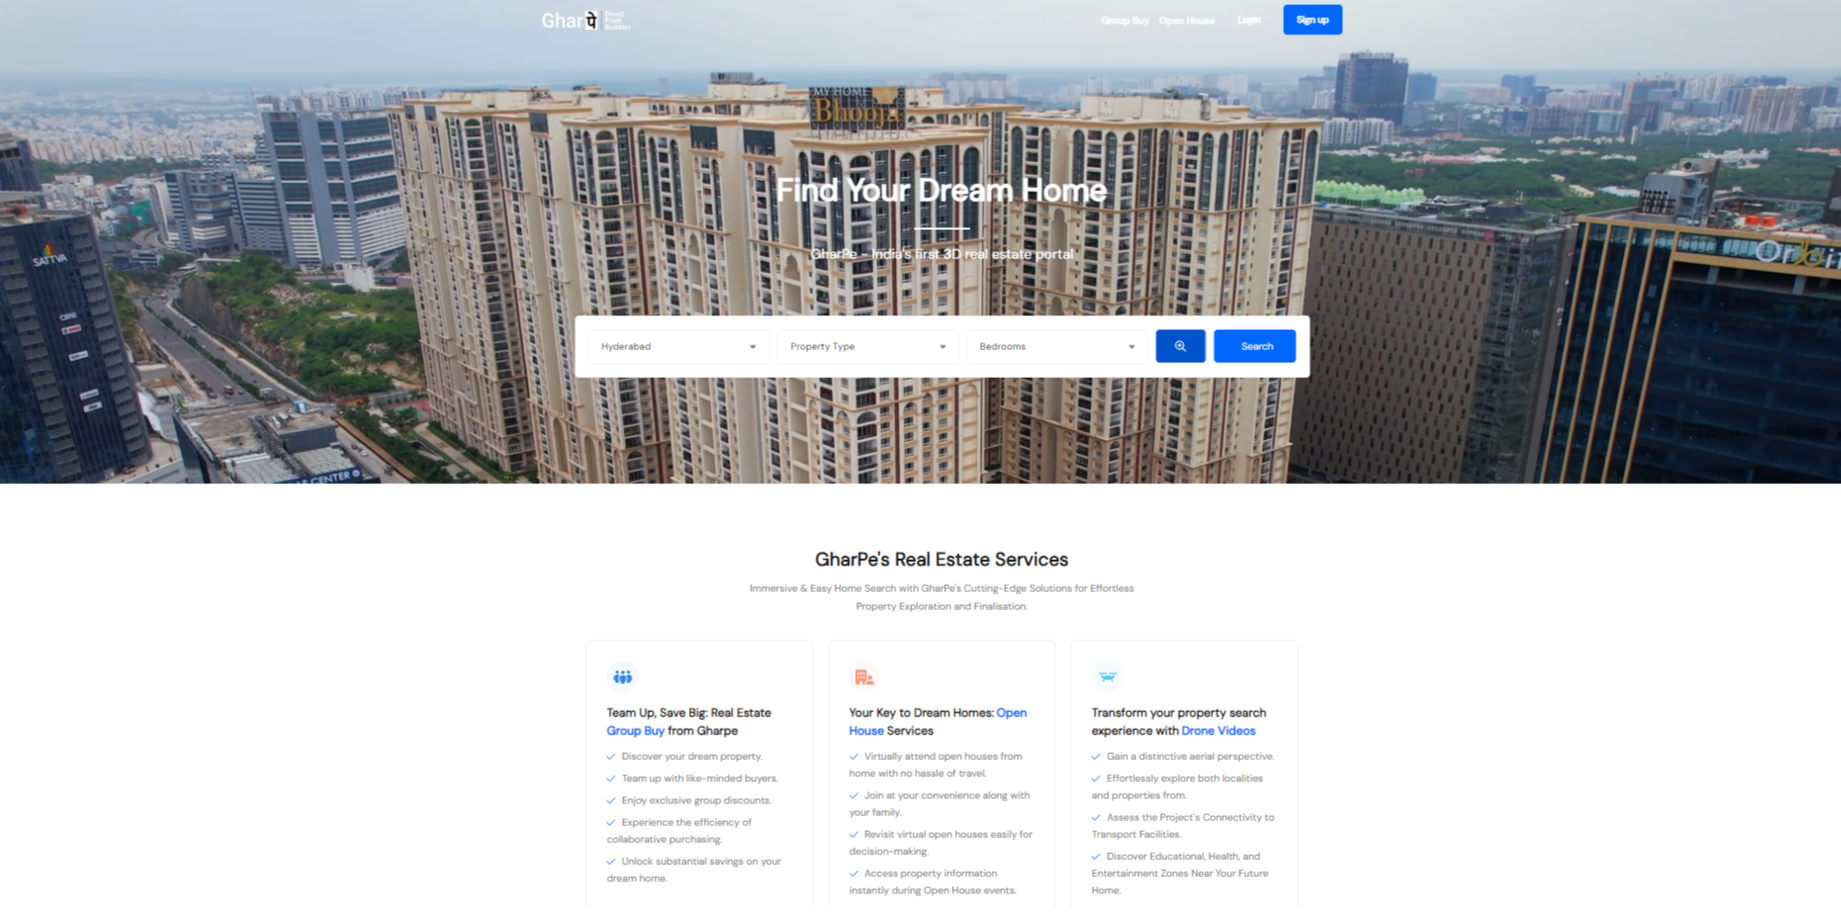 Gharपे Direct
From
Builders
Group Buy Open House Login Sign up
MY HOME
Bhooja
SATTVA
Find Your Dream Home
GharPe - India's first 3D real estate portal
Hyderabad Property Type Bedrooms Search
CENTER
GharPe's Real Estate Services
Immersive & Easy Home Search with GharPe's Cutting-Edge Solutions for Effortless
Property Exploration and Finalisation.
Team Up, Save Big: Real Estate
Group Buy from Gharpe
Discover your dream property.
Team up with like-minded buyers.
Enjoy exclusive group discounts.
Experience the efficiency of
collaborative purchasing.
Unlock substantial savings on your
dream home.
Your Key to Dream Homes: Open
House Services
Virtually attend open houses from
home with no hassle of travel.
Join at your convenience along with
your family.
Revisit virtual open houses easily for
decision-making.
Access property information
instantly during Open House events.
Transform your property search
experience with Drone Videos
Gain a distinctive aerial perspective.
Effortlessly explore both localities
and properties from.
Assess the Project's Connectivity to
Transport Facilities.
Discover Educational, Health, and
Entertainment Zones Near Your Future
Home.